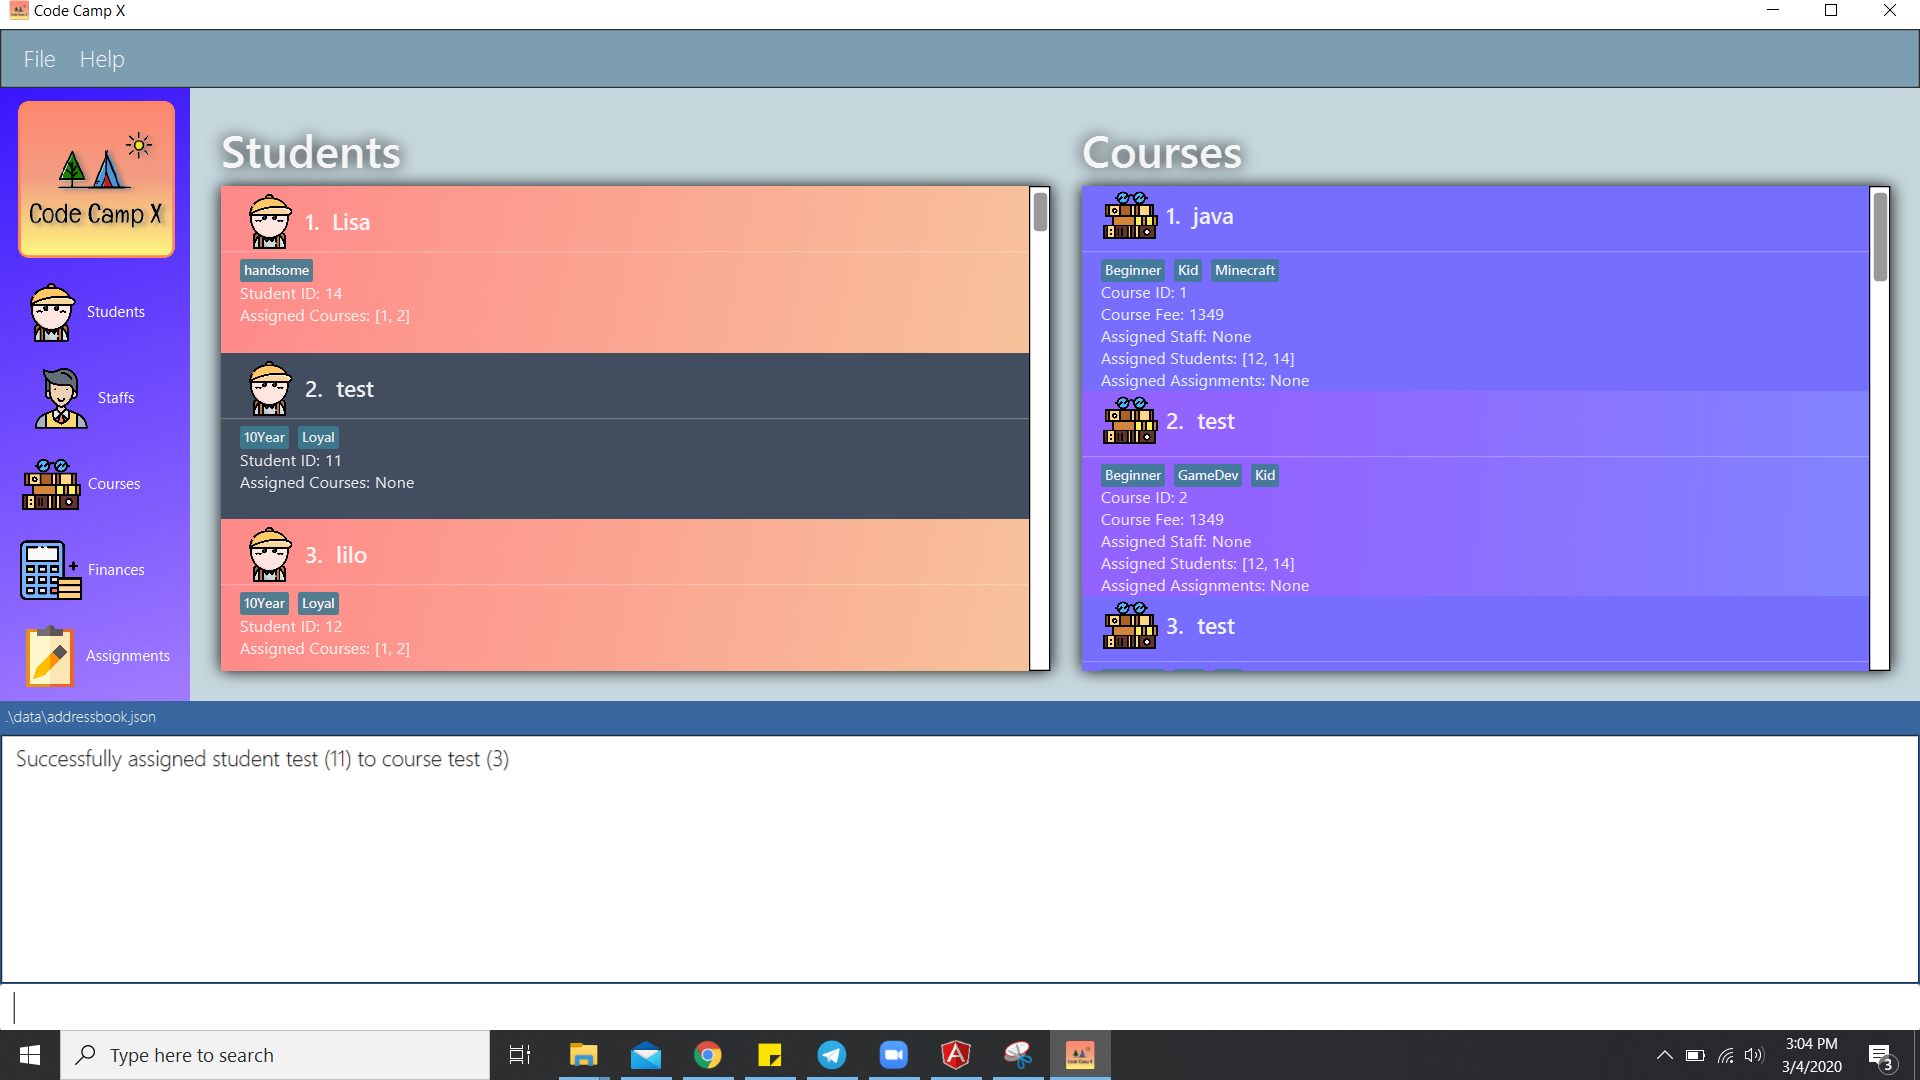 Code Camp X
File Help
Code Camp X
Students
Staffs
Courses
Finances
Assignments
Students
1. Lisa
handsome
Student ID: 14
Assigned Courses: [1, 2]
2. test
10Year Loyal
Student ID: 11
Assigned Courses: None
3. lilo
10Year Loyal
Student ID: 12
Assigned Courses: [1, 2]
Courses
1. java
Beginner Kid Minecraft
Course ID: 1
Course Fee: 1349
Assigned Staff: None
Assigned Students: [12, 14]
Assigned Assignments: None
2. test
Beginner GameDev Kid
Course ID: 2
Course Fee: 1349
Assigned Staff: None
Assigned Students: [12, 14]
Assigned Assignments: None
3. test
.\data\addressbook.json
Successfully assigned student test (11) to course test (3)
Type here to search
3:04 PM
3/4/2020
3